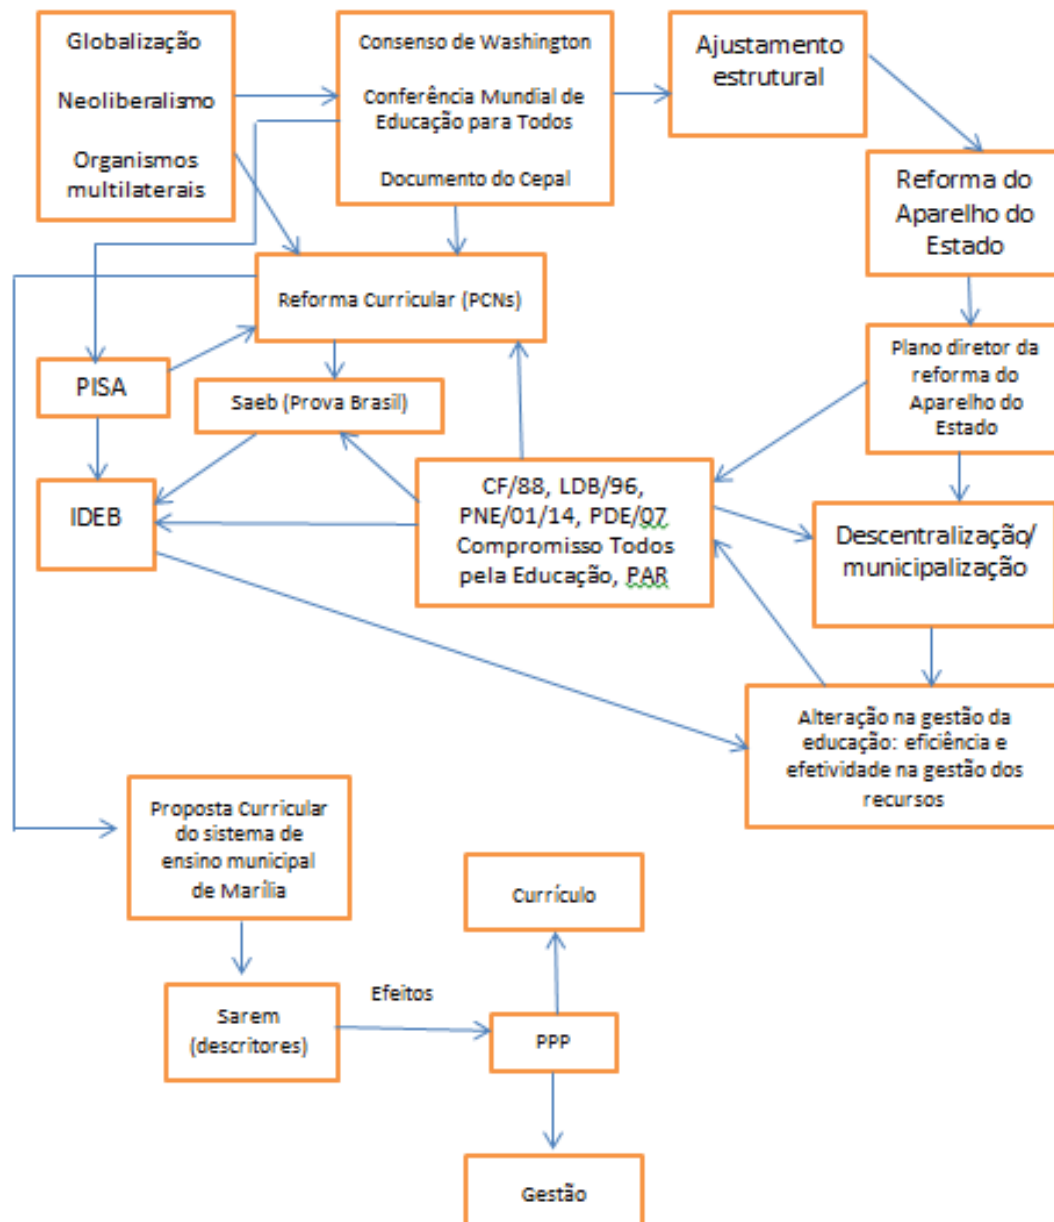 Globalização
Neoliberalismo
Organismos
multilaterais
Consenso de Washington
Conferência Mundial de
Educação para Todos
Documento do Cepal
Ajustamento
estrutural
Reforma do
Aparelho do
Estado
Reforma Curricular (PCNs)
Plano diretor da
reforma do
Aparelho do
Estado
PISA
Saeb (Prova Brasil)
IDEB
CF/88, LDB/96,
PNE/01/14, PDE/07
Compromisso Todos
pela Educação, PAR
Descentralização/
municipalização
Alteração na gestão da
educação: eficiência e
efetividade na gestão dos
recursos
Proposta Curricular
do sistema de
ensino municipal
de Marília
Currículo
Sarem
(descritores)
Efeitos
PPP
Gestão